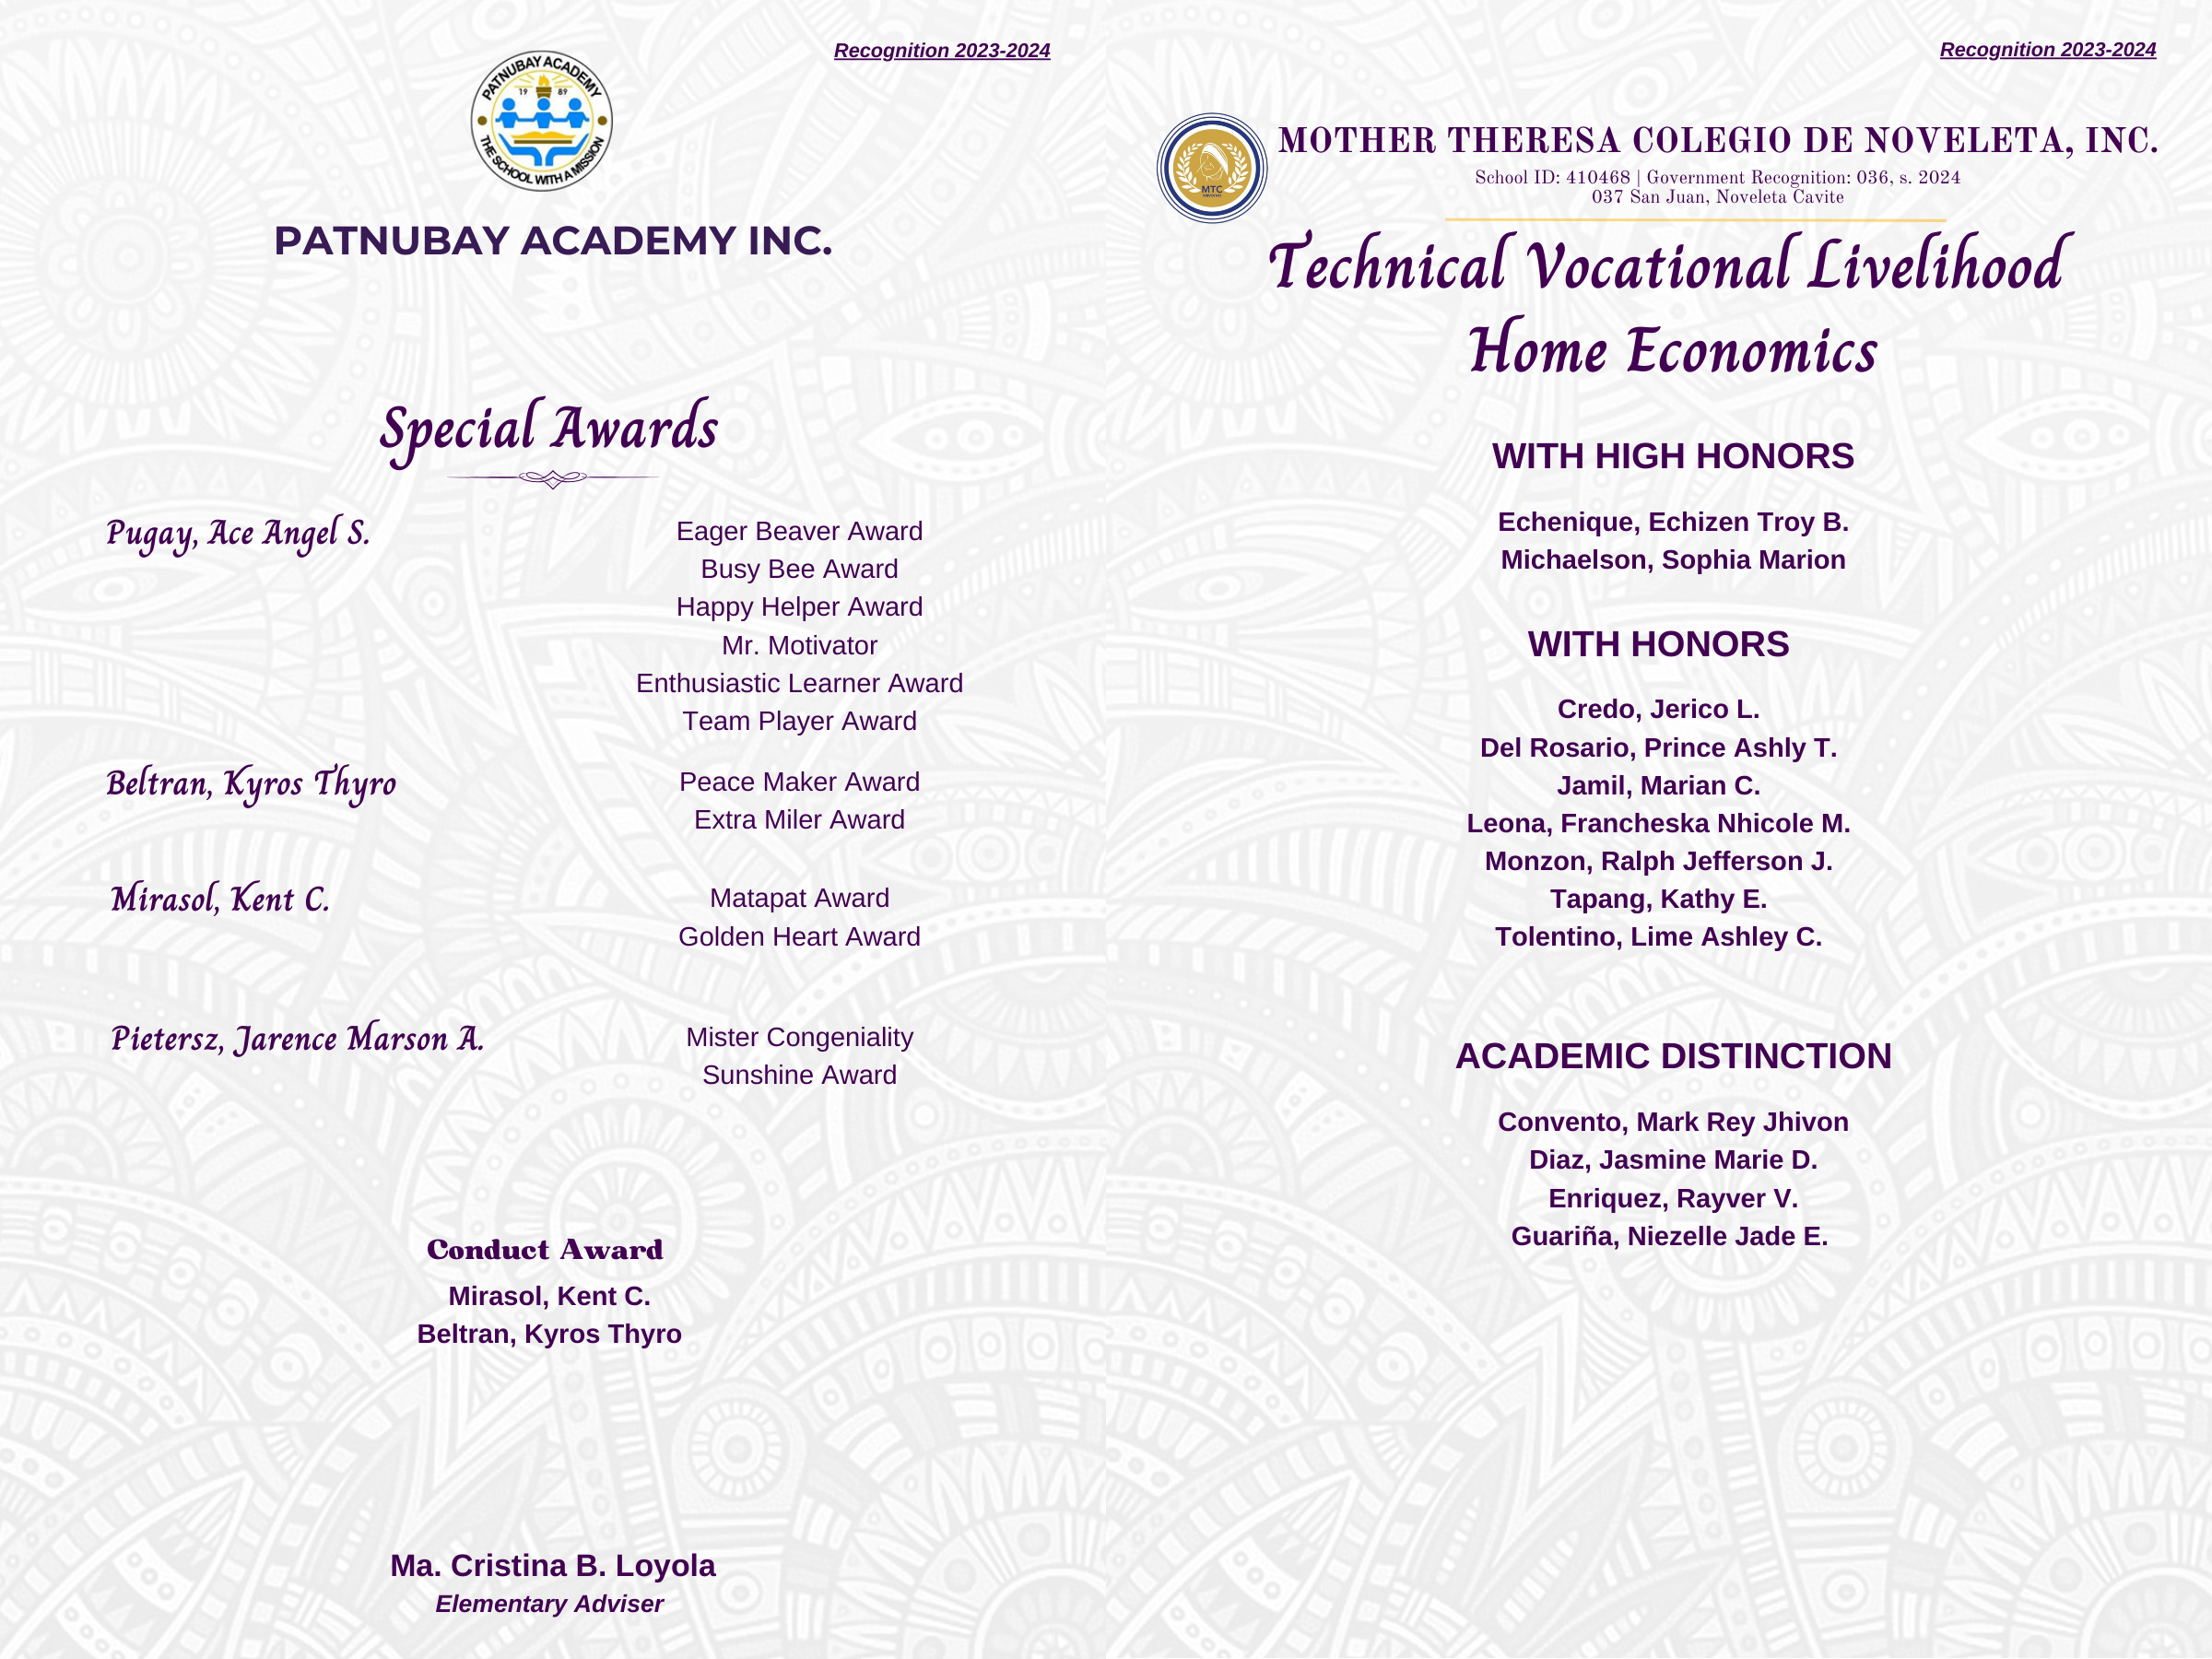 Recognition 2023-2024
PATNUBAY ACADEMY
19 89
THE SCHOOL WITH A MISSION
PATNUBAY ACADEMY INC.
Special Awards
Pugay, Ace Angel S.
Eager Beaver Award
Busy Bee Award
Happy Helper Award
Mr. Motivator
Enthusiastic Learner Award
Team Player Award
Beltran, Kyros Thyro
Peace Maker Award
Extra Miler Award
Mirasol, Kent C.
Matapat Award
Golden Heart Award
Pietersz, Jarence Marson A.
Mister Congeniality
Sunshine Award
Conduct Award
Mirasol, Kent C.
Beltran, Kyros Thyro
Ma. Cristina B. Loyola
Elementary Adviser
Recognition 2023-2024
MTC
MOTHER THERESA COLEGIO DE NOVELETA, INC.
School ID: 410468 | Government Recognition: 036, s. 2024
037 San Juan, Noveleta Cavite
Technical Vocational Livelihood
Home Economics
WITH HIGH HONORS
Echenique, Echizen Troy B.
Michaelson, Sophia Marion
WITH HONORS
Credo, Jerico L.
Del Rosario, Prince Ashly T.
Jamil, Marian C.
Leona, Francheska Nhicole M.
Monzon, Ralph Jefferson J.
Tapang, Kathy E.
Tolentino, Lime Ashley C.
ACADEMIC DISTINCTION
Convento, Mark Rey Jhivon
Diaz, Jasmine Marie D.
Enriquez, Rayver V.
Guariña, Niezelle Jade E.